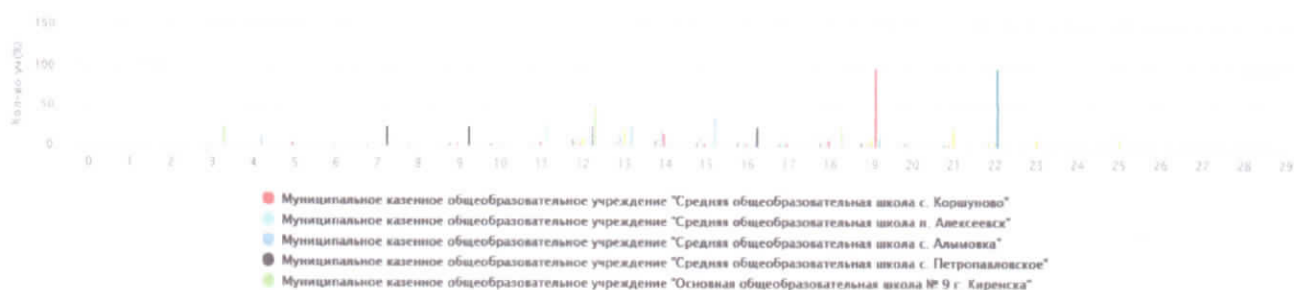 150
Кол-во уч(%)
100
50
0
0 1 2 3 4 5 6 7 8 9 10 11 12 13 14 15 16 17 18 19 20 21 22 23 24 25 26 27 28 29
Муниципальное казенное общеобразовательное учреждение "Средняя общеобразовательная школа с. Коршуново"
Муниципальное казенное общеобразовательное учреждение "Средняя общеобразовательная школа п. Алексеевск"
Муниципальное казенное общеобразовательное учреждение "Средняя общеобразовательная школа с. Алымовка"
Муниципальное казенное общеобразовательное учреждение "Средняя общеобразовательная школа с. Петропавловское"
Муниципальное казенное общеобразовательное учреждение "Основная общеобразовательная школа № 9 г. Киренска"